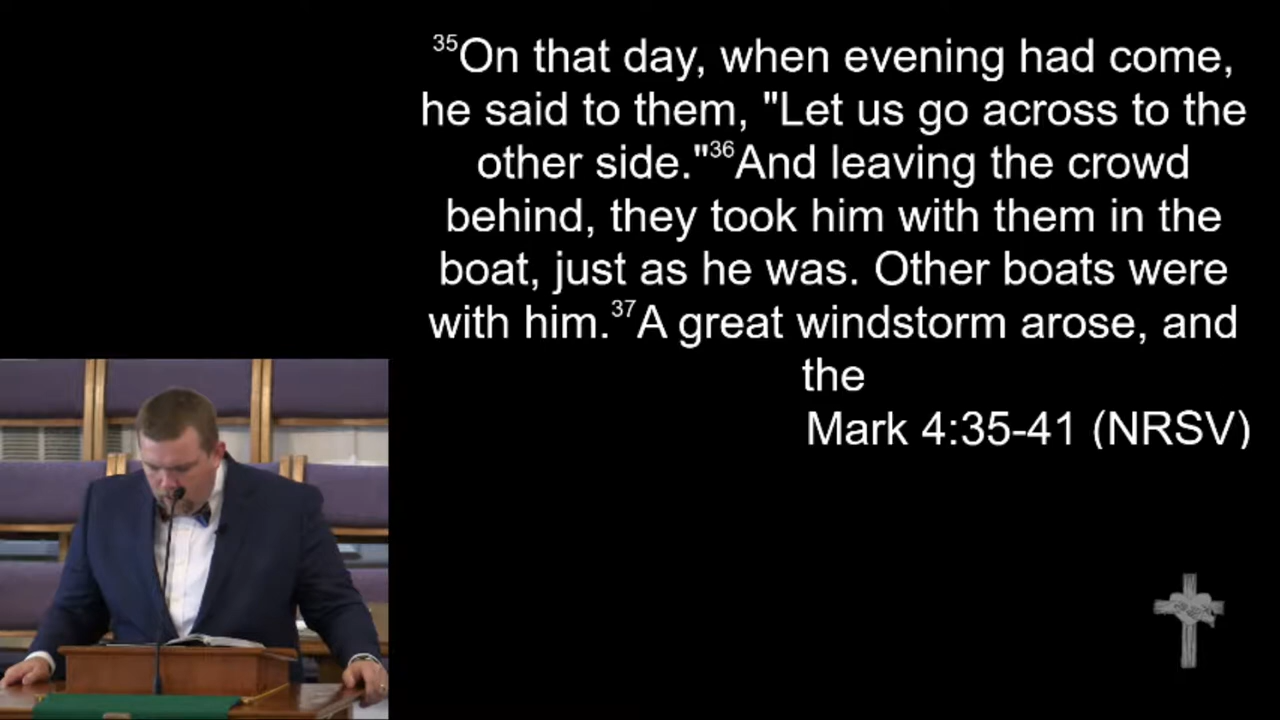 ³⁵On that day, when evening had come,
he said to them, "Let us go across to the
other side."³⁶And leaving the crowd
behind, they took him with them in the
boat, just as he was. Other boats were
with him.³⁷A great windstorm arose, and
the
Mark 4:35-41 (NRSV)